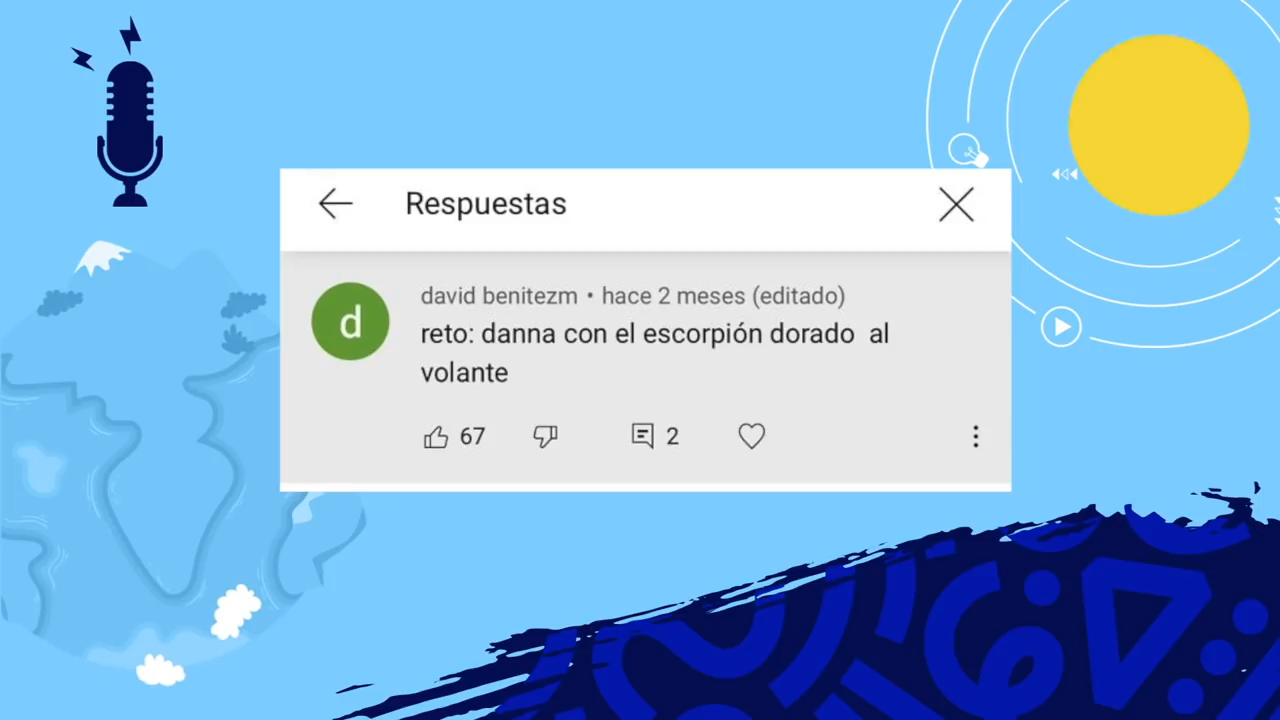 Respuestas
d
david benitezm • hace 2 meses (editado)
reto: danna con el escorpión dorado  al
volante
67
2